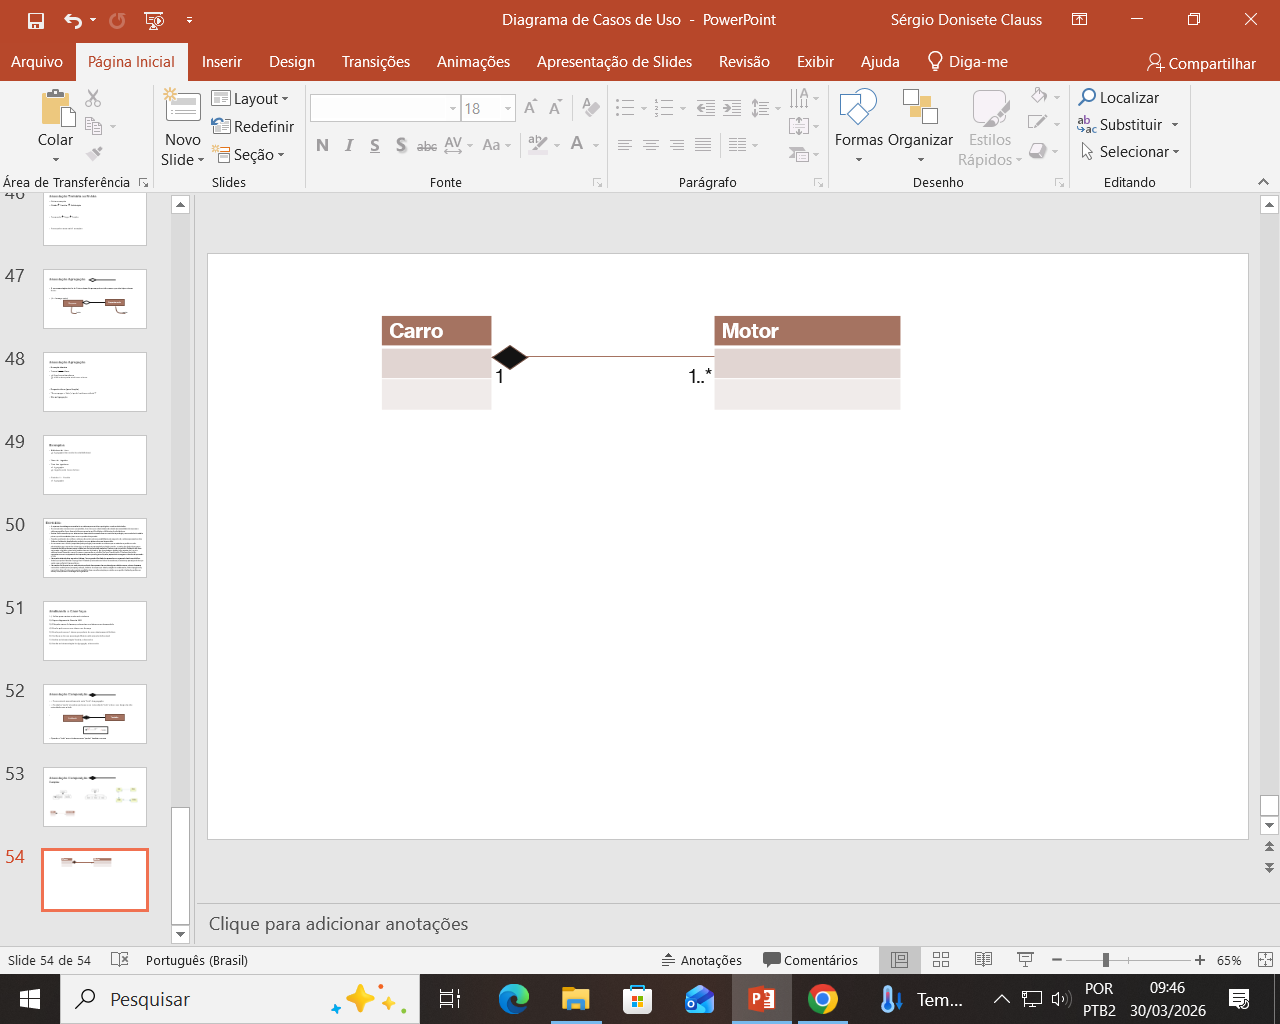 Diagrama de Casos de Uso - PowerPoint
Sérgio Donisete Clauss
Arquivo
Página Inicial
Inserir
Design
Transições
Animações
Apresentação de Slides
Revisão
Exibir
Ajuda
Diga-me
Compartilhar
Colar
Novo
Slide
Layout
Redefinir
Seção
18
N I S S abc AV Aa A
Formas
Organizar
Estilos
Rápidos
Localizar
Substituir
Selecionar
Área de Transferência
Slides
Fonte
Parágrafo
Desenho
Editando
46
47
48
49
50
51
52
53
54
Carro
Motor
1
1..*
Clique para adicionar anotações
Slide 54 de 54
Português (Brasil)
Anotações
Comentários
65%
Pesquisar
Tem...
POR
PTB2
09:46
30/03/2026